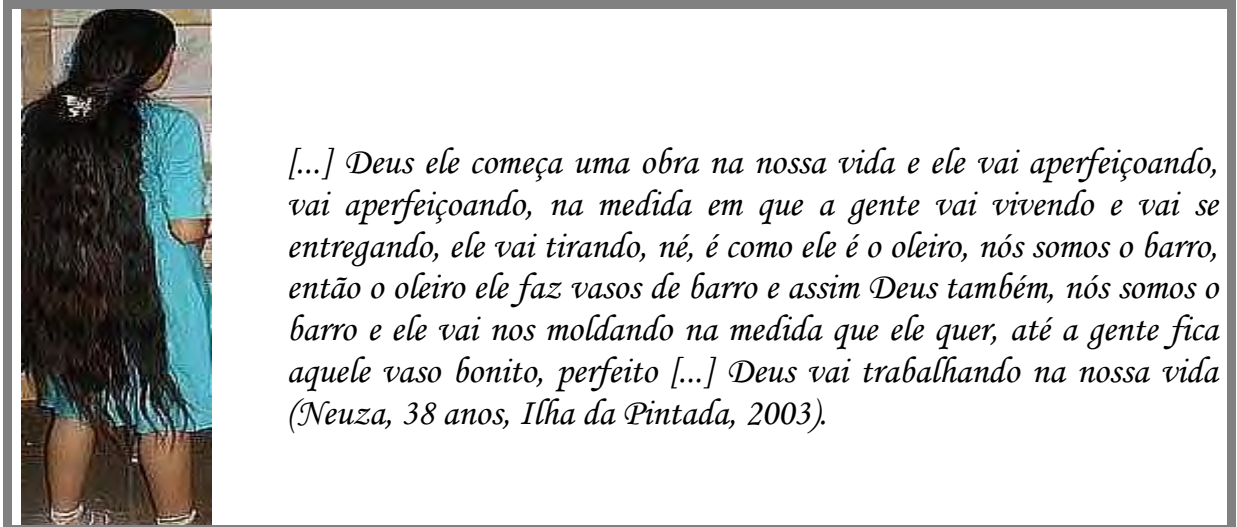 [...] Deus ele começa uma obra na nossa vida e ele vai aperfeiçoando,
vai aperfeiçoando, na medida em que a gente vai vivendo e vai se
entregando, ele vai tirando, né, é como ele é o oleiro, nós somos o barro,
então o oleiro ele faz vasos de barro e assim Deus também, nós somos o
barro e ele vai nos moldando na medida que ele quer, até a gente fica
aquele vaso bonito, perfeito [...] Deus vai trabalhando na nossa vida
(Neuza, 38 anos, Ilha da Pintada, 2003).